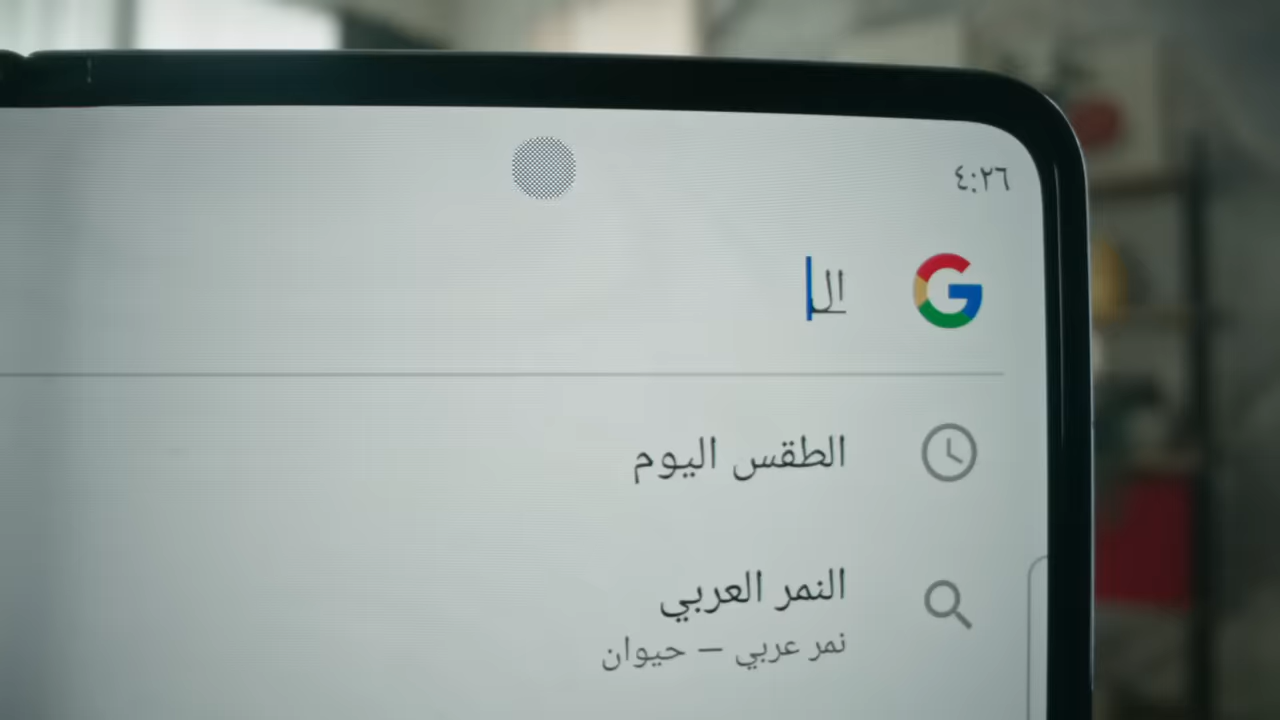 ٤:٢٦
ال
الطقس اليوم
النمر العربي
نمر عربي – حيوان